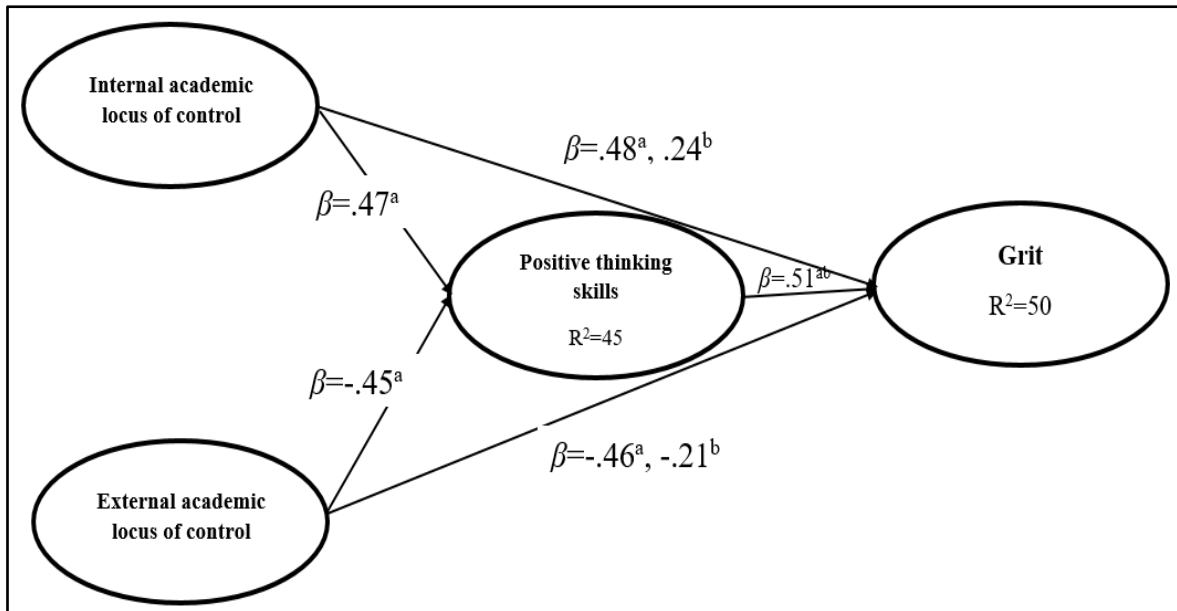 Internal academic
locus of control
β=.48ᵃ, .24ᵇ
β=.47ᵃ
Positive thinking
skills
R²=45
β=.51ᵃᵇ
Grit
R²=50
β=-.45ᵃ
β=-.46ᵃ, -.21ᵇ
External academic
locus of control